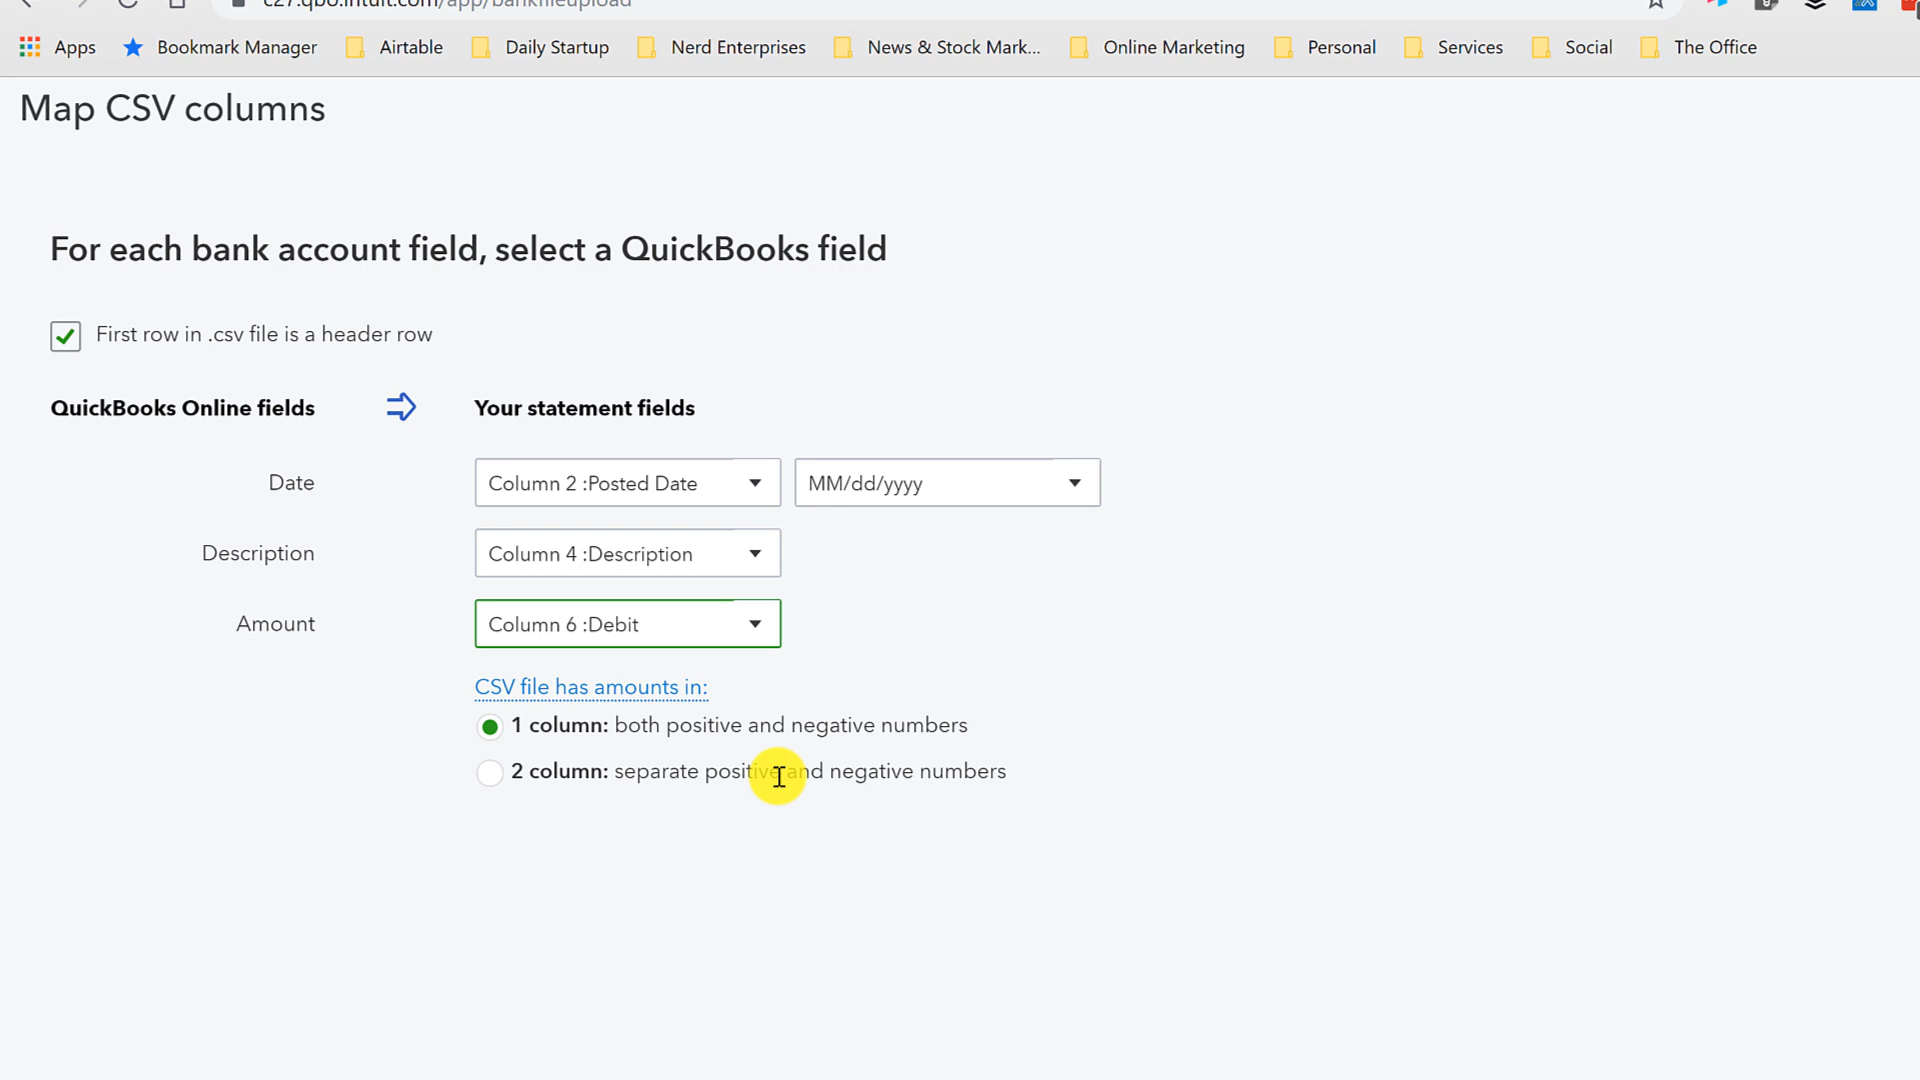 c27.qbo.intuit.com/app/bankfileupload
Apps Bookmark Manager Airtable Daily Startup Nerd Enterprises News & Stock Mark... Online Marketing Personal Services Social The Office
Map CSV columns
For each bank account field, select a QuickBooks field
First row in .csv file is a header row
QuickBooks Online fields Your statement fields
Date Column 2 :Posted Date MM/dd/yyyy
Description Column 4 :Description
Amount Column 6 :Debit
CSV file has amounts in:
1 column: both positive and negative numbers
2 column: separate positive and negative numbers